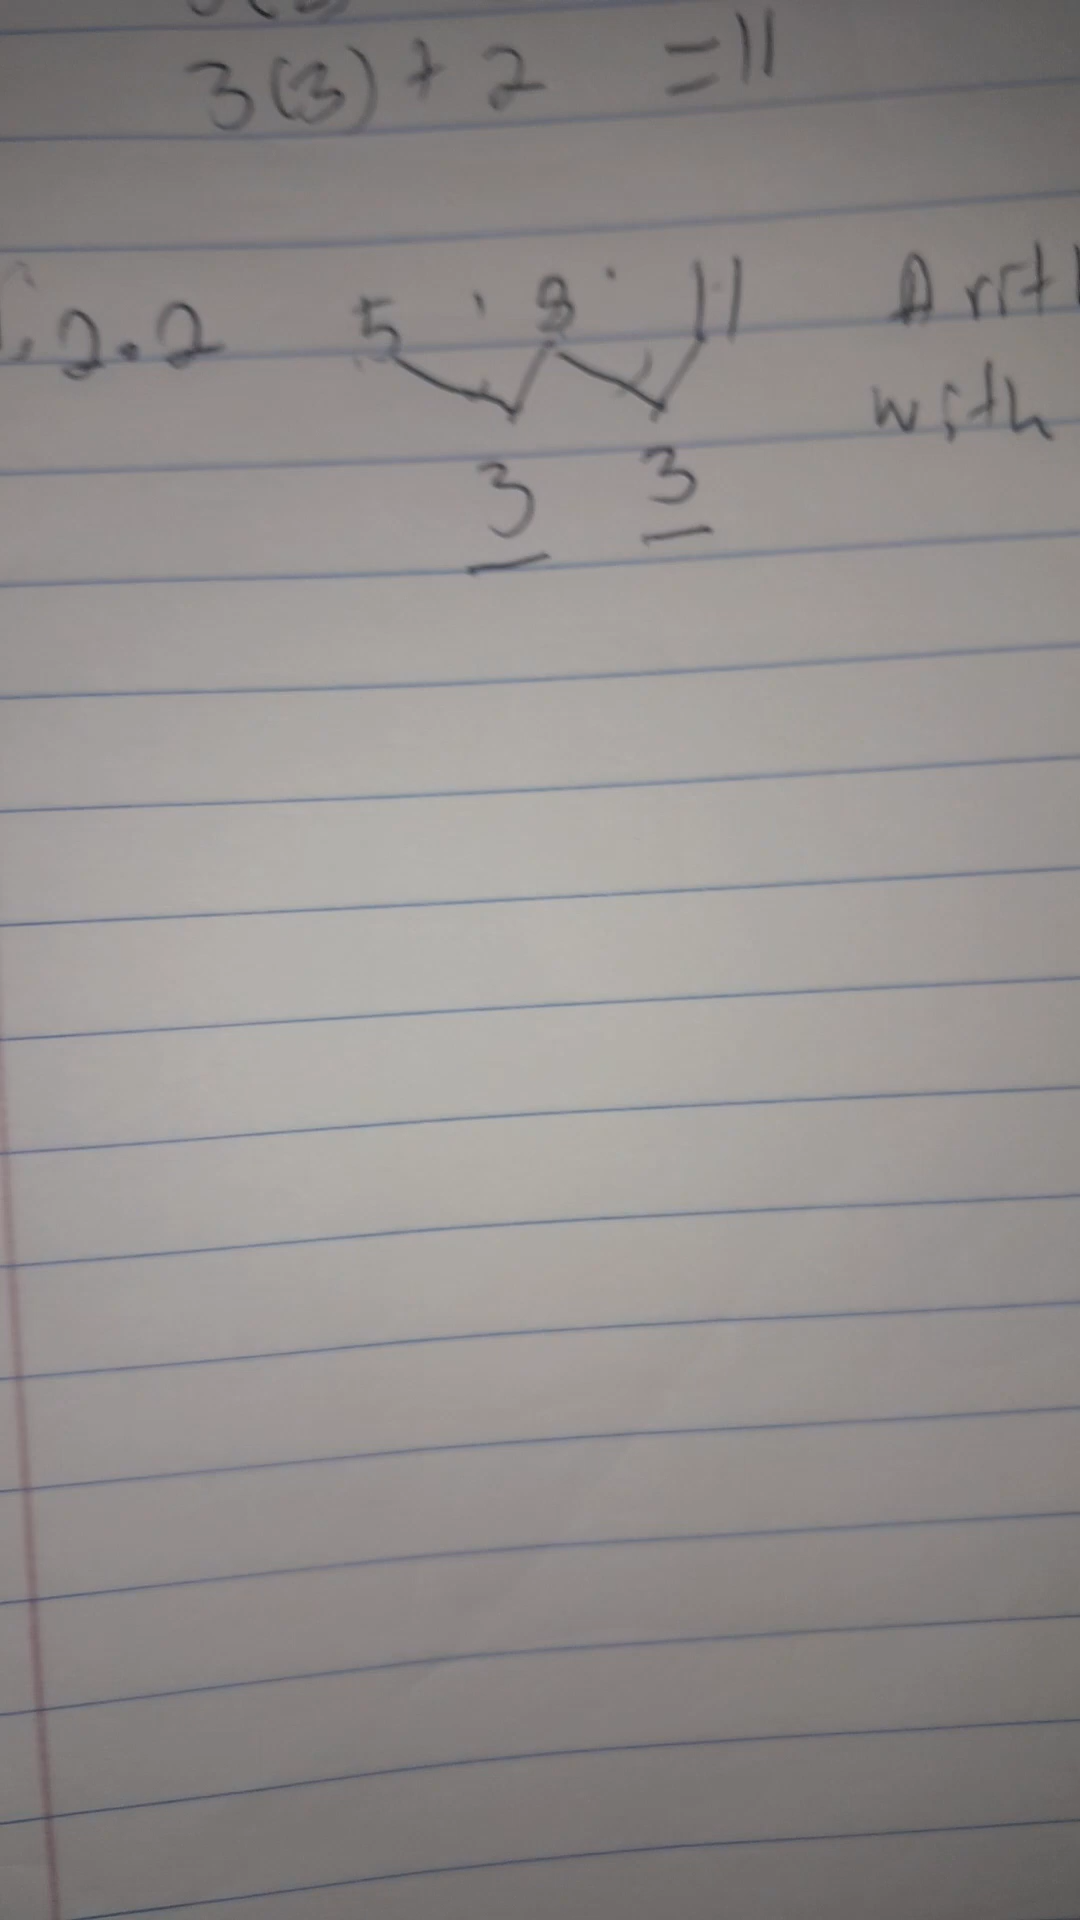 3(3) + 2 = 11
2.2 5, 8, 11
with
3 3